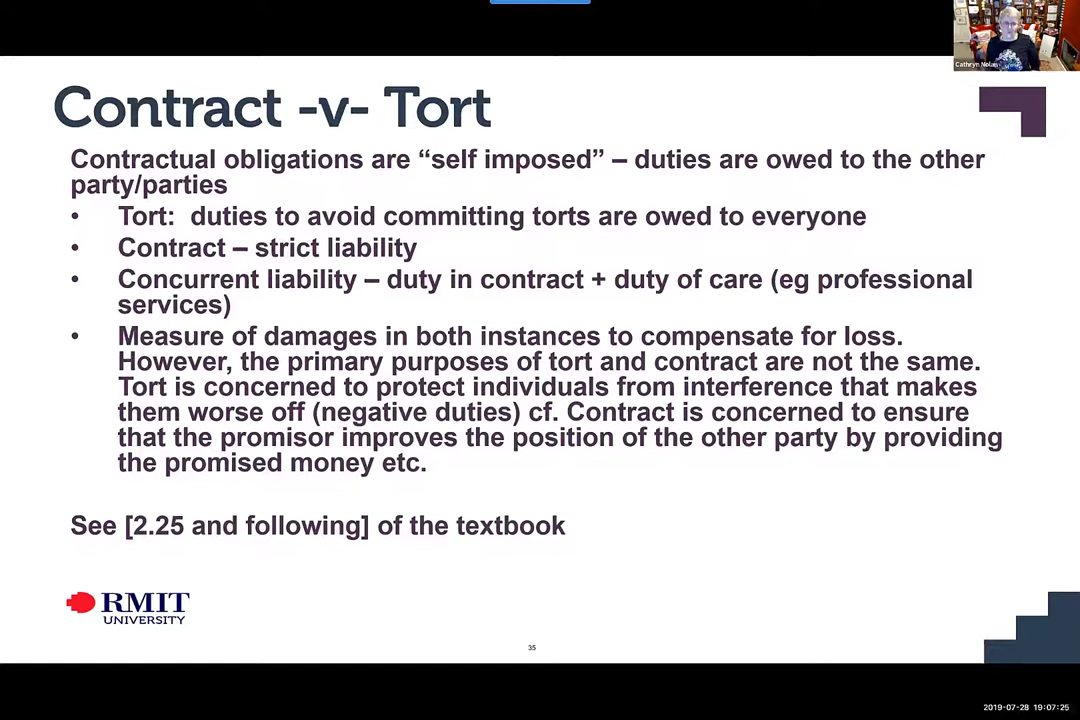 Cathryn Nolan
Contract -v- Tort
Contractual obligations are “self imposed” – duties are owed to the other
party/parties
• Tort: duties to avoid committing torts are owed to everyone
• Contract – strict liability
• Concurrent liability – duty in contract + duty of care (eg professional
services)
• Measure of damages in both instances to compensate for loss.
However, the primary purposes of tort and contract are not the same.
Tort is concerned to protect individuals from interference that makes
them worse off (negative duties) cf. Contract is concerned to ensure
that the promisor improves the position of the other party by providing
the promised money etc.
See [2.25 and following] of the textbook
RMIT
UNIVERSITY
35
2019-07-28 19:07:25